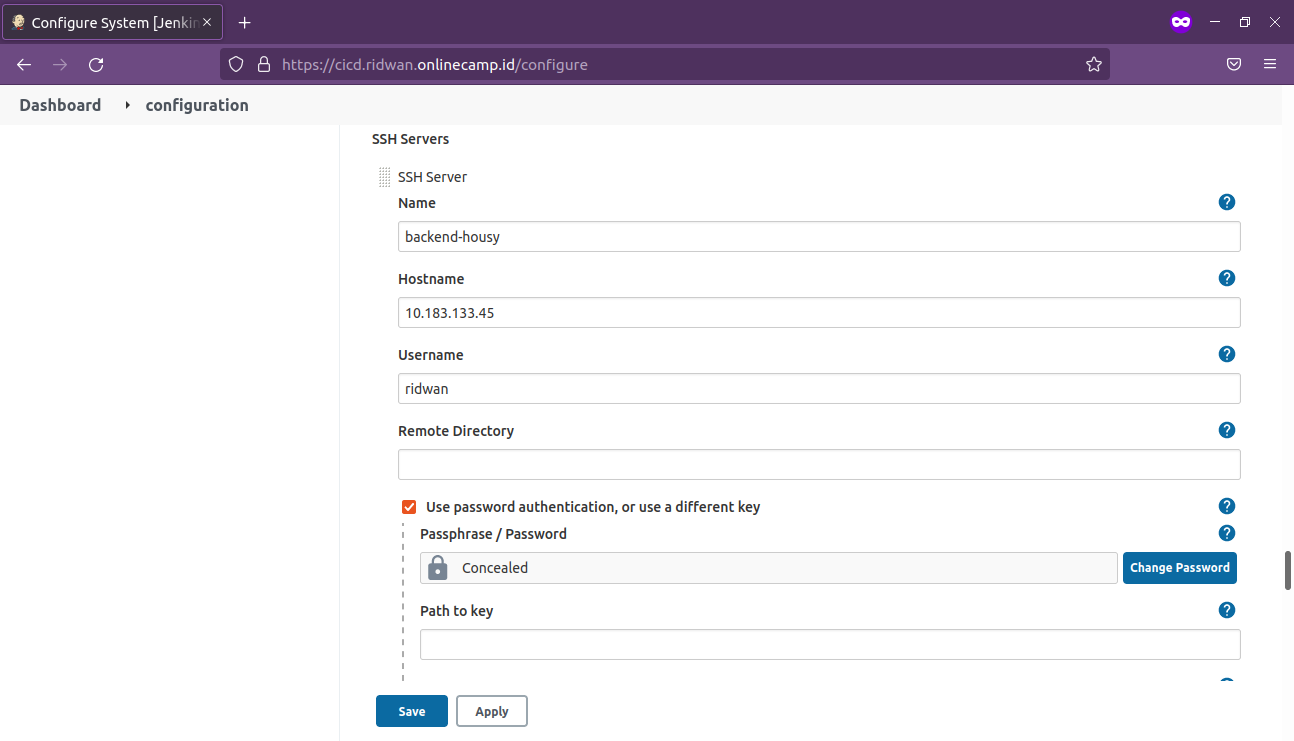 Configure System [Jenkin
https://cicd.ridwan.onlinecamp.id/configure
Dashboard configuration
SSH Servers
SSH Server
Name
backend-housy
Hostname
10.183.133.45
Username
ridwan
Remote Directory
Use password authentication, or use a different key
Passphrase / Password
Concealed Change Password
Path to key
Save Apply